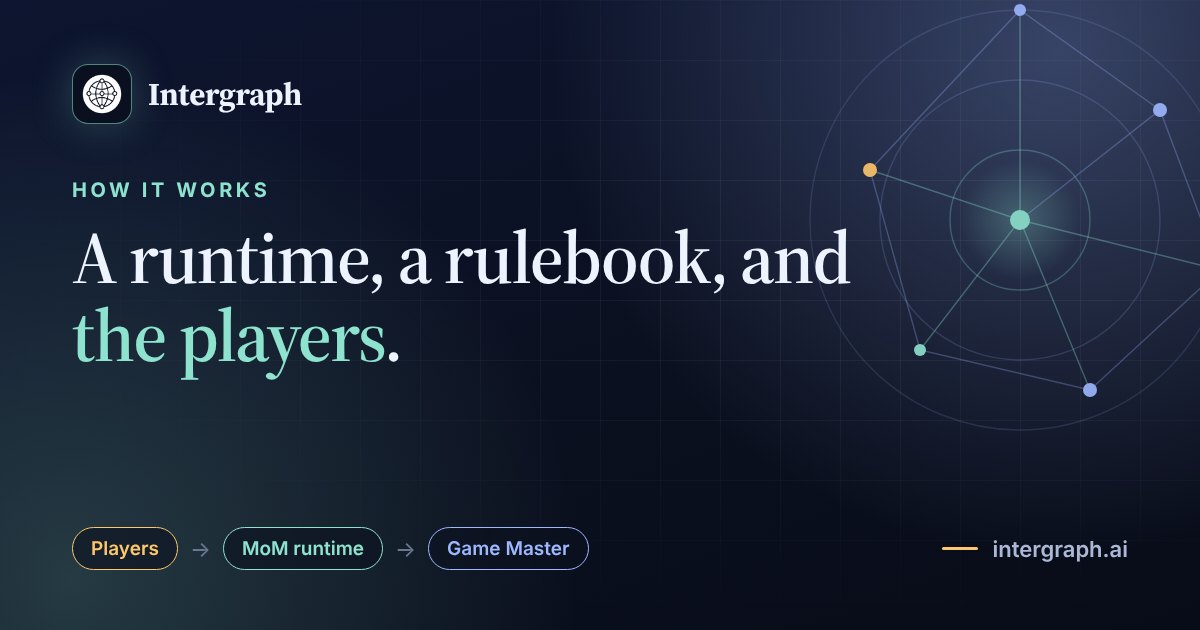 Intergraph
HOW IT WORKS
A runtime, a rulebook, and
the players.
Players → MoM runtime → Game Master
intergraph.ai